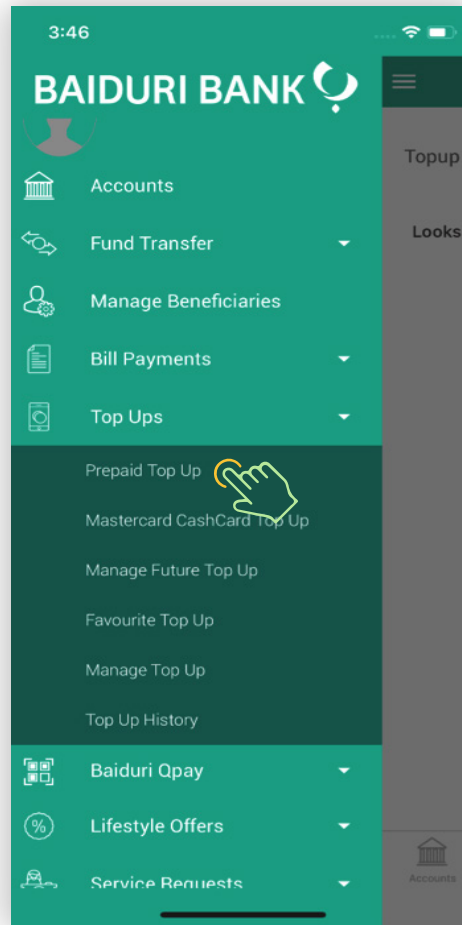 3:46
BAIDURI BANK
Topup
Accounts
Looks
Fund Transfer
Manage Beneficiaries
Bill Payments
Top Ups
Prepaid Top Up
Mastercard CashCard Top Up
Manage Future Top Up
Favourite Top Up
Manage Top Up
Top Up History
Baiduri Qpay
Lifestyle Offers
%
Service Requests
Accounts